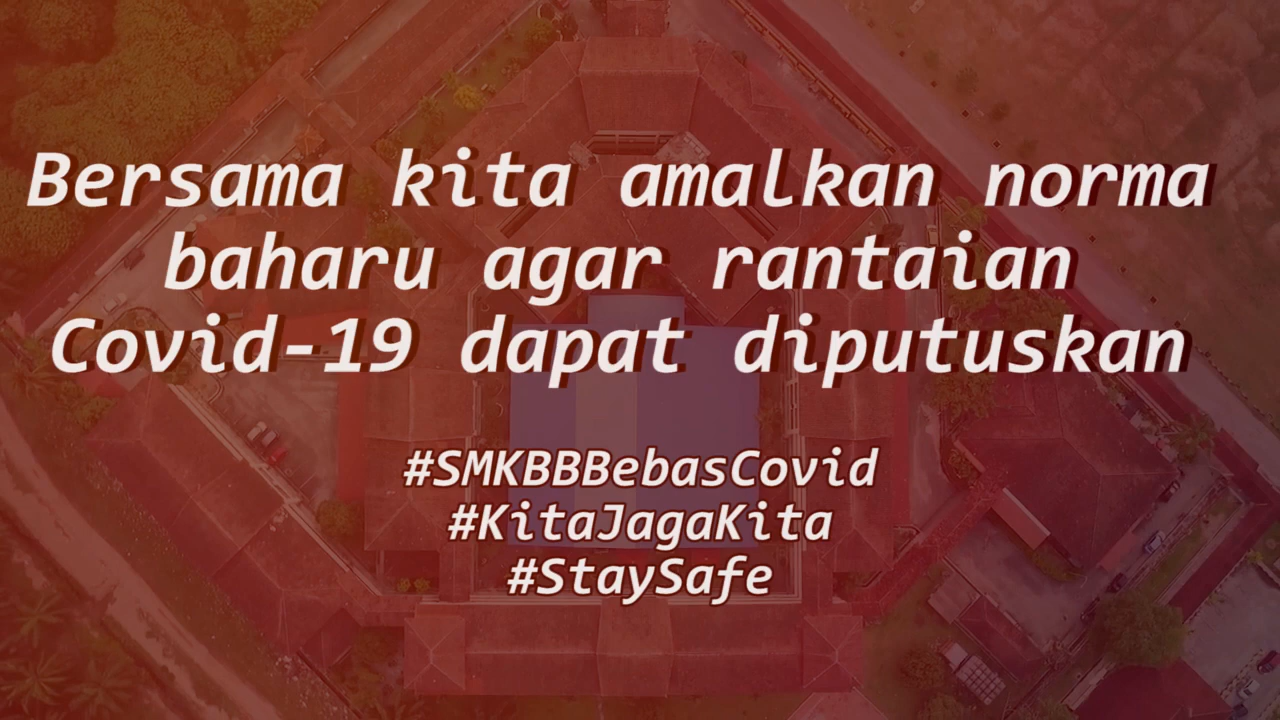 Bersama kita amalkan norma
baharu agar rantaian
Covid-19 dapat diputuskan
#SMKBBBebasCovid
#KitaJagaKita
#StaySafe